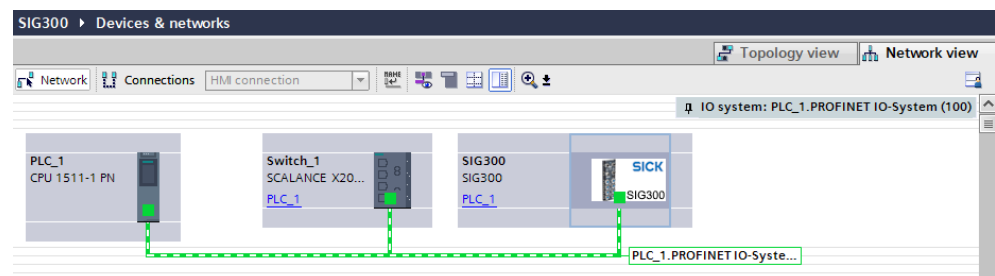 SIG300 ▸ Devices & networks
Topology view
Network view
Network
Connections
HMI connection
NAME
IO system: PLC_1.PROFINET IO-System (100)
PLC_1
CPU 1511-1 PN
Switch_1
SCALANCE X20...
PLC_1
SIG300
SIG300
PLC_1
SICK
SIG300
PLC_1.PROFINET IO-Syste...